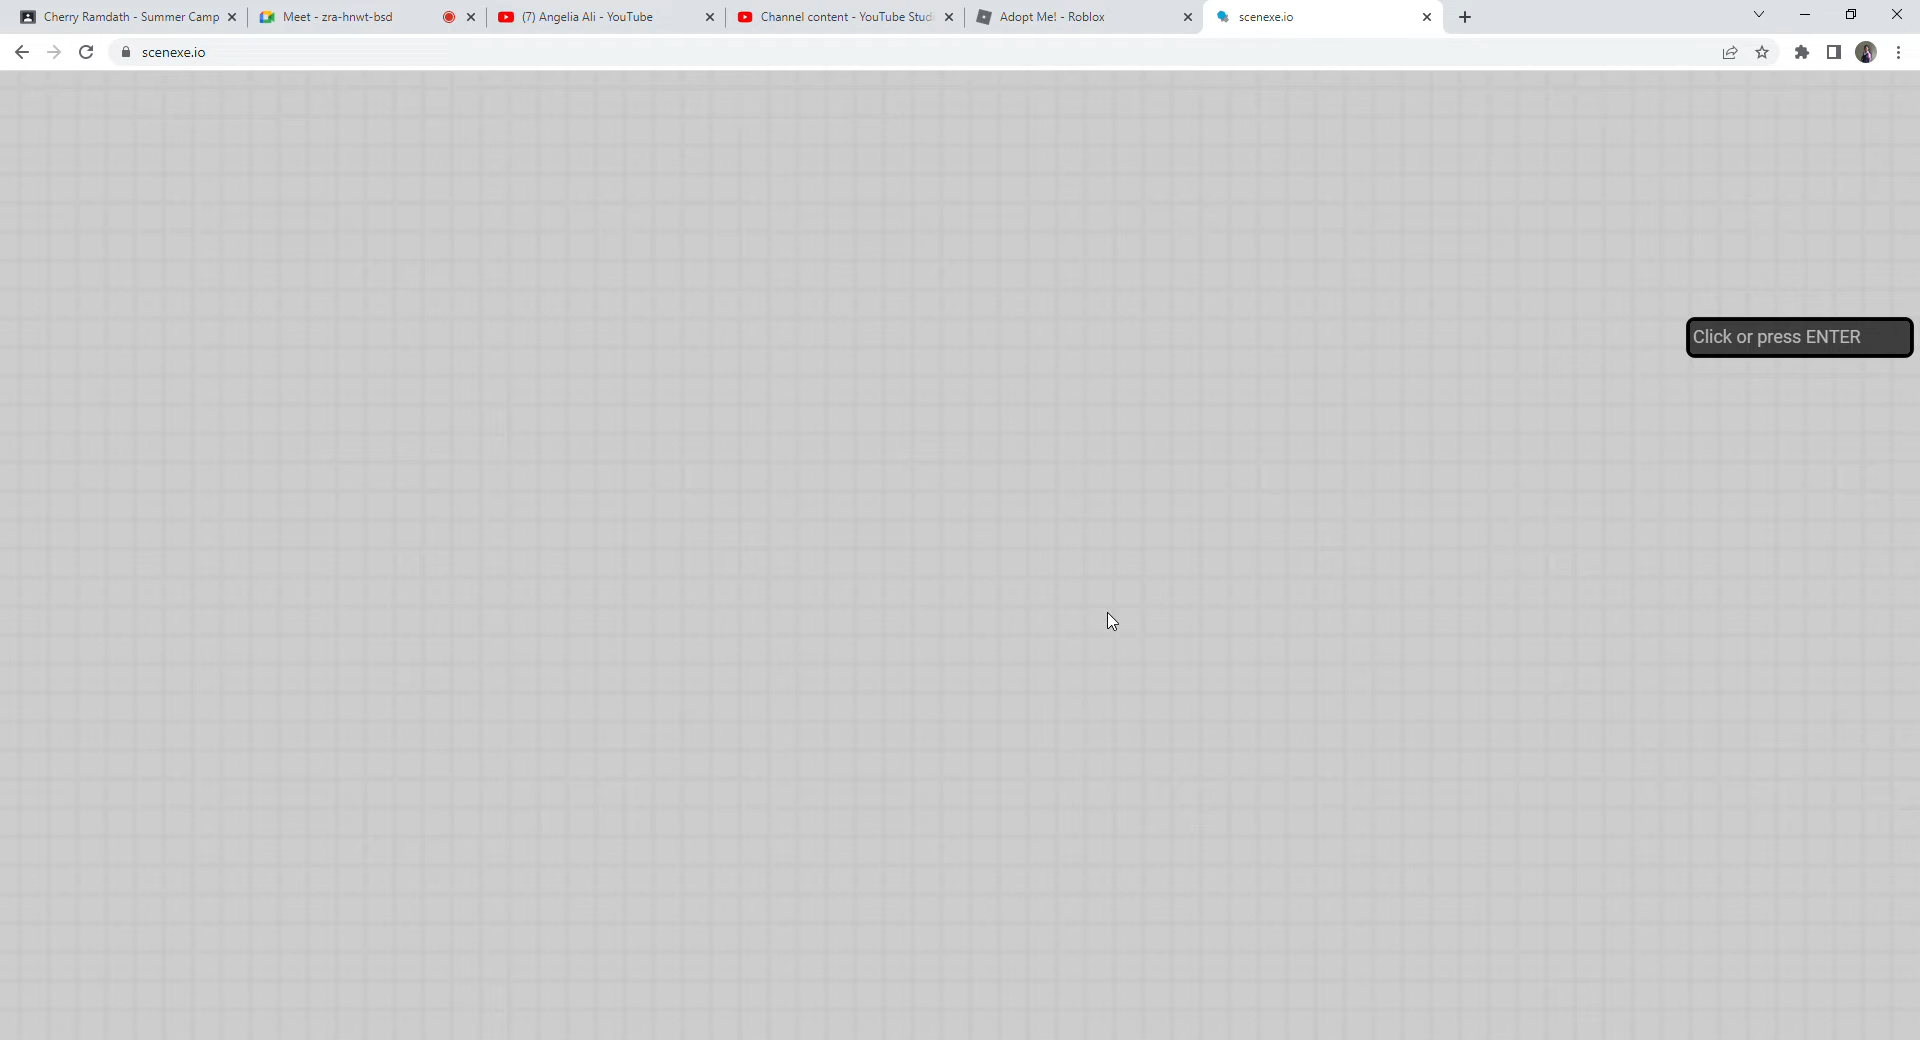 Cherry Ramdath - Summer Camp
Meet - zra-hnwt-bsd
(7) Angelia Ali - YouTube
Channel content - YouTube Stud
Adopt Me! - Roblox
scenexe.io
scenexe.io
Click or press ENTER